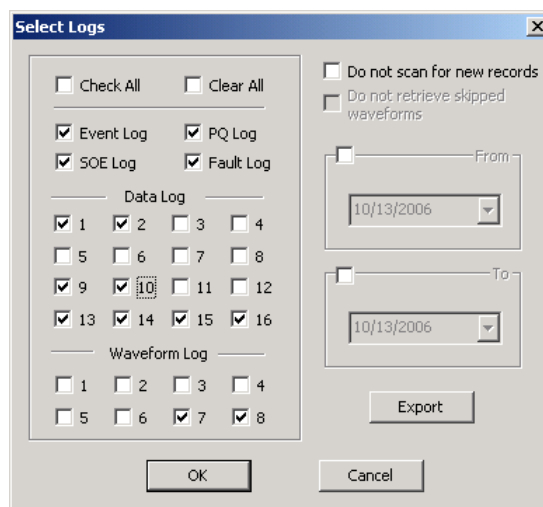 Select Logs
Check All Clear All
Event Log PQ Log
SOE Log Fault Log
Data Log
1 2 3 4
5 6 7 8
9 10 11 12
13 14 15 16
Waveform Log
1 2 3 4
5 6 7 8
Do not scan for new records
Do not retrieve skipped
waveforms
From
10/13/2006
To
10/13/2006
Export
OK Cancel